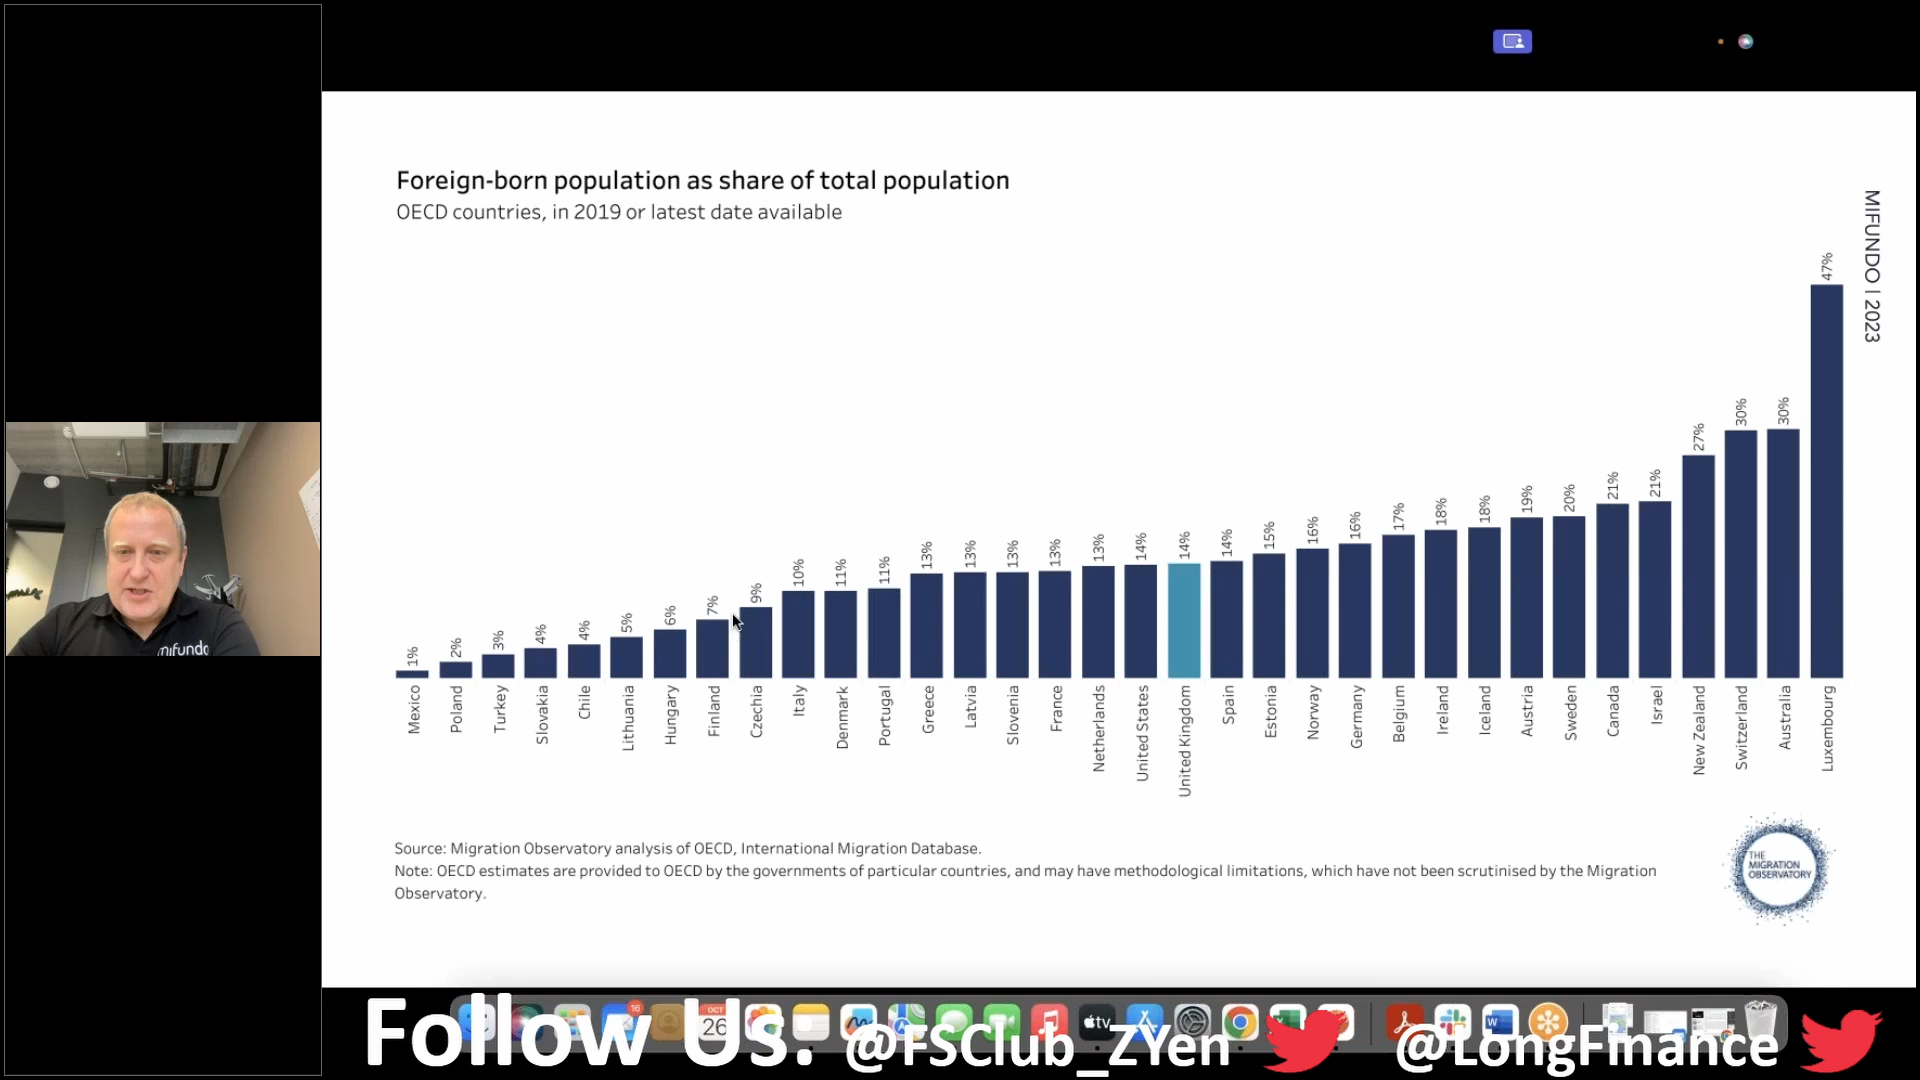 Foreign-born population as share of total population
OECD countries, in 2019 or latest date available
MIFUNDO | 2023
1%
2%
3%
4%
4%
5%
6%
7%
9%
10%
11%
11%
13%
13%
13%
13%
13%
14%
14%
14%
15%
16%
16%
17%
18%
18%
19%
20%
21%
21%
27%
30%
30%
47%
Mexico
Poland
Turkey
Slovakia
Chile
Lithuania
Hungary
Finland
Czechia
Italy
Denmark
Portugal
Greece
Latvia
Slovenia
France
Netherlands
United States
United Kingdom
Spain
Estonia
Norway
Germany
Belgium
Ireland
Iceland
Austria
Sweden
Canada
Israel
New Zealand
Switzerland
Australia
Luxembourg
mifundo
Source: Migration Observatory analysis of OECD, International Migration Database.
Note: OECD estimates are provided to OECD by the governments of particular countries, and may have methodological limitations, which have not been scrutinised by the Migration
Observatory.
THE
MIGRATION
OBSERVATORY
16
OCT
26
tv
W
Follow Us: @FSClub_ZYen @LongFinance